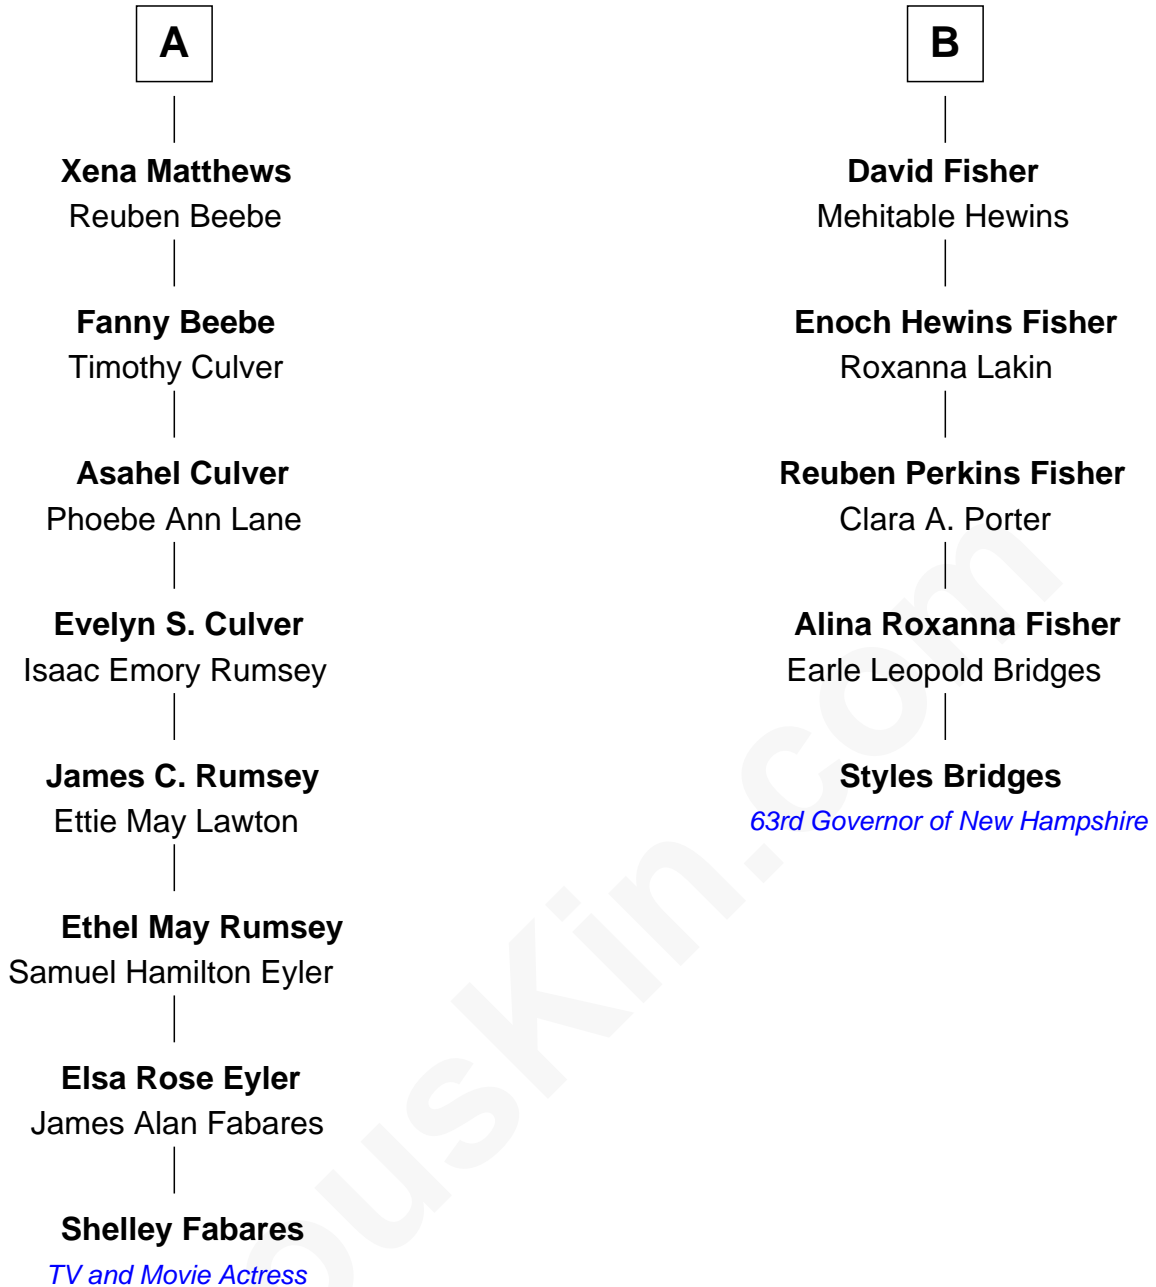 A
Xena Matthews
Reuben Beebe
Fanny Beebe
Timothy Culver
Asahel Culver
Phoebe Ann Lane
Evelyn S. Culver
Isaac Emory Rumsey
James C. Rumsey
Ettie May Lawton
Ethel May Rumsey
Samuel Hamilton Eyler
Elsa Rose Eyler
James Alan Fabares
Shelley Fabares
TV and Movie Actress
B
David Fisher
Mehitable Hewins
Enoch Hewins Fisher
Roxanna Lakin
Reuben Perkins Fisher
Clara A. Porter
Alina Roxanna Fisher
Earle Leopold Bridges
Styles Bridges
63rd Governor of New Hampshire
ousKin.com